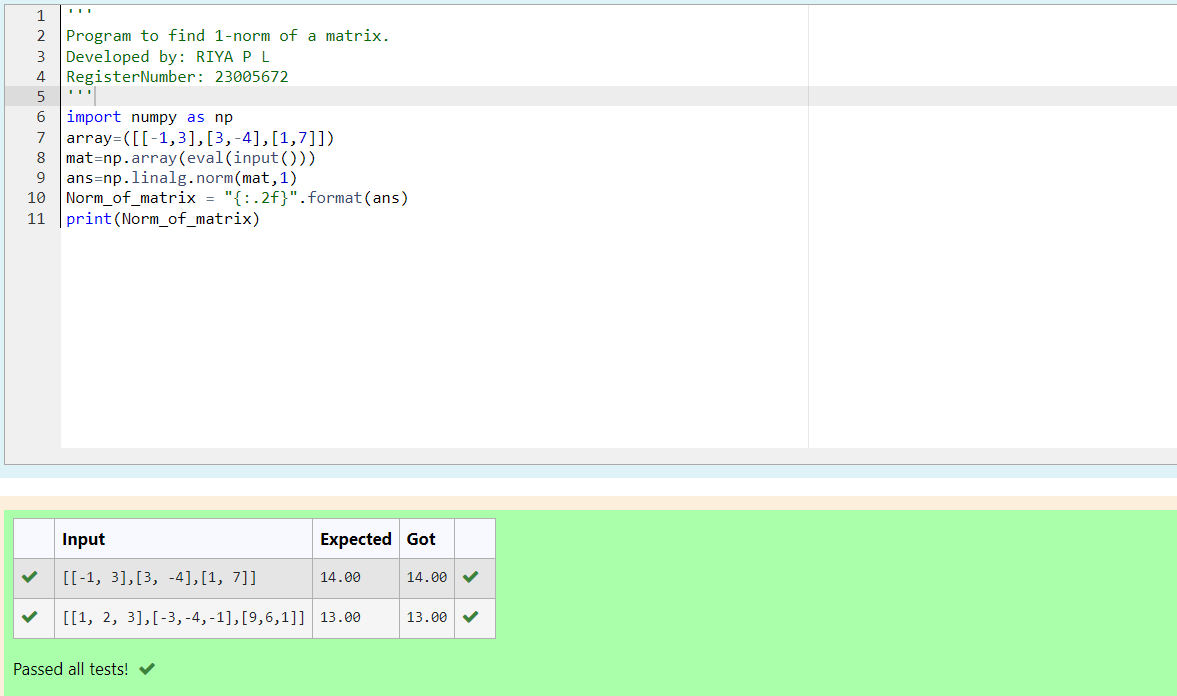 1 '''
2 Program to find 1-norm of a matrix.
3 Developed by: RIYA P L
4 RegisterNumber: 23005672
5 '''
6 import numpy as np
7 array=([[-1,3],[3,-4],[1,7]])
8 mat=np.array(eval(input()))
9 ans=np.linalg.norm(mat,1)
10 Norm_of_matrix = "{:.2f}".format(ans)
11 print(Norm_of_matrix)
Input Expected Got
[[-1, 3],[3, -4],[1, 7]] 14.00 14.00
[[1, 2, 3],[-3,-4,-1],[9,6,1]] 13.00 13.00
Passed all tests!